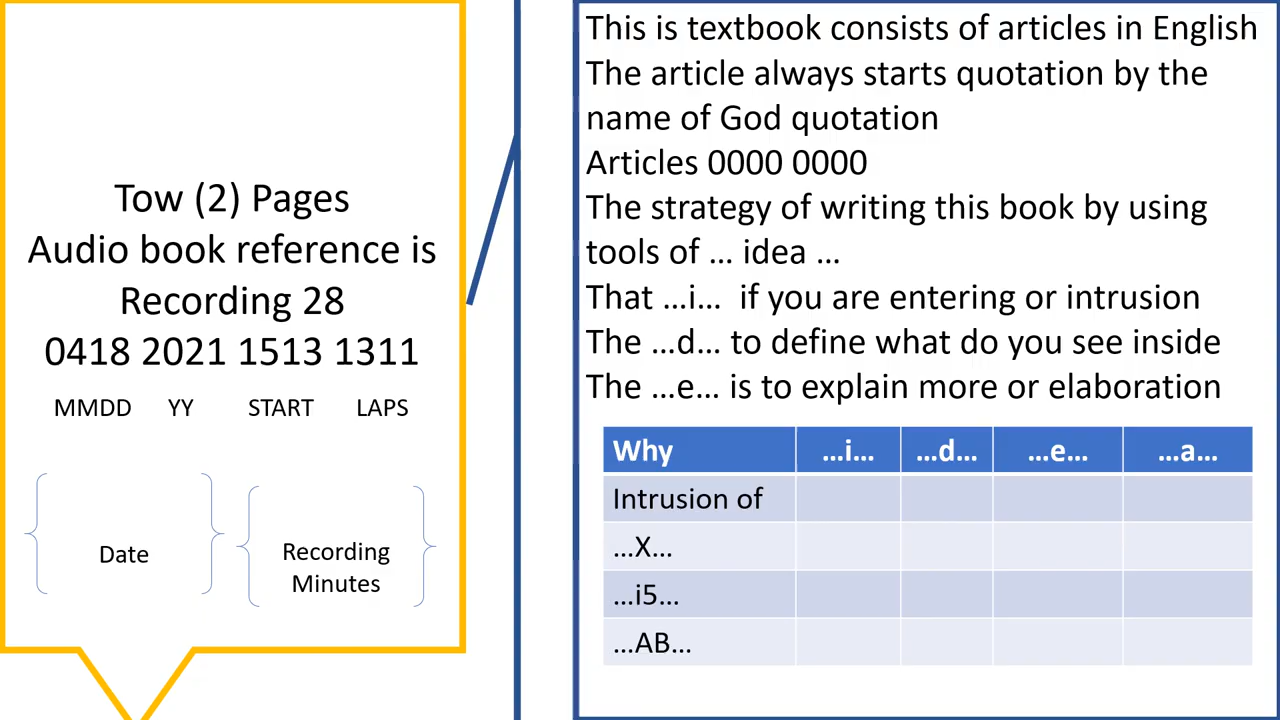 Tow (2) Pages
Audio book reference is
Recording 28
0418 2021 1513 1311
MMDD YY START LAPS
Date
Recording
Minutes
This is textbook consists of articles in English
The article always starts quotation by the
name of God quotation
Articles 0000 0000
The strategy of writing this book by using
tools of … idea …
That …i… if you are entering or intrusion
The …d… to define what do you see inside
The …e… is to explain more or elaboration
Why …i… …d… …e… …a…
Intrusion of
…X…
…i5…
…AB…